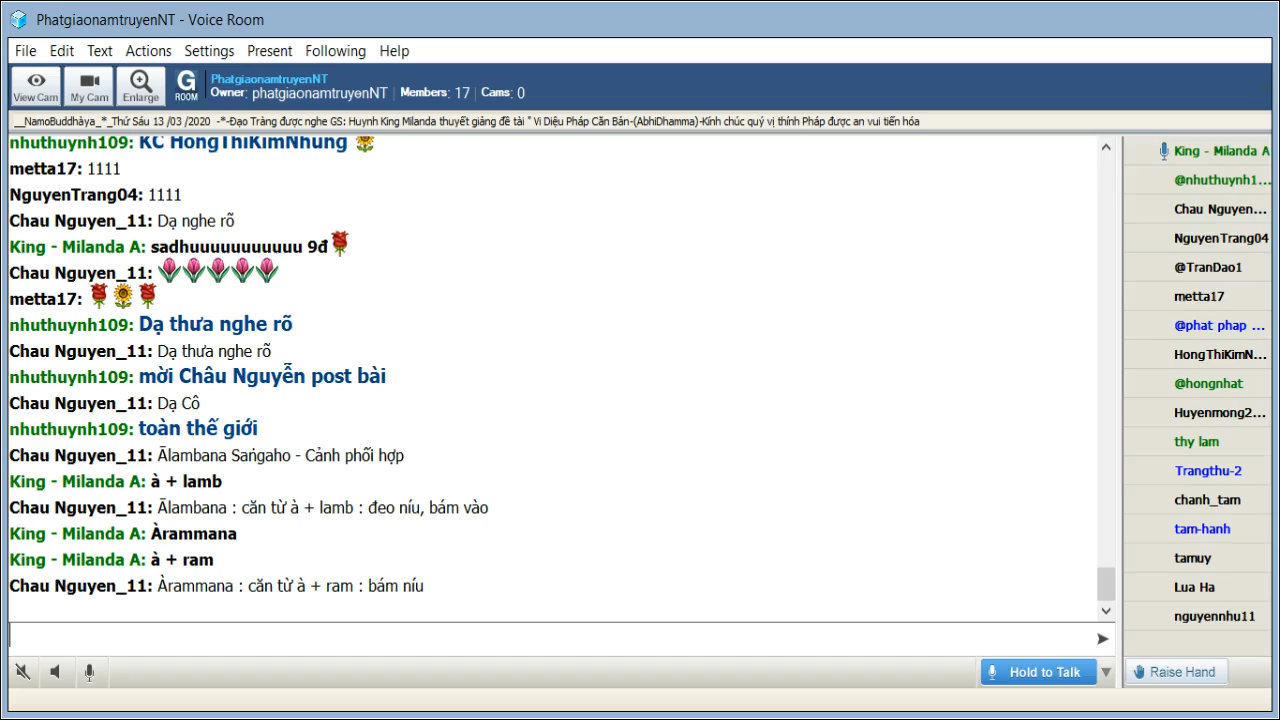 PhatgiaonamtruyenNT - Voice Room
File Edit Text Actions Settings Present Following Help
View Cam My Cam Enlarge G ROOM
PhatgiaonamtruyenNT
Owner: phatgiaonamtruyenNT Members: 17 Cams: 0
__NamoBuddhàya_*_Thứ Sáu 13 /03 /2020 -*-Đạo Tràng được nghe GS: Huynh King Milanda thuyết giảng đề tài " Vi Diệu Pháp Căn Bản-(AbhiDhamma)-Kính chúc quý vị thính Pháp được an vui tiến hóa
nhuthuynh109: KC HongThiKimNhung
metta17: 1111
NguyenTrang04: 1111
Chau Nguyen_11: Dạ nghe rõ
King - Milanda A: sadhuuuuuuuuuuu 9đ
Chau Nguyen_11:
metta17:
nhuthuynh109: Dạ thưa nghe rõ
Chau Nguyen_11: Dạ thưa nghe rõ
nhuthuynh109: mời Châu Nguyễn post bài
Chau Nguyen_11: Dạ Cô
nhuthuynh109: toàn thế giới
Chau Nguyen_11: Ālambana Saṅgaho - Cảnh phối hợp
King - Milanda A: à + lamb
Chau Nguyen_11: Ālambana : căn từ à + lamb : đeo níu, bám vào
King - Milanda A: Àrammana
King - Milanda A: à + ram
Chau Nguyen_11: Àrammana : căn từ à + ram : bám níu
King - Milanda A
@nhuthuynh1...
Chau Nguyen...
NguyenTrang04
@TranDao1
metta17
@phat phap ...
HongThiKimN...
@hongnhat
Huyenmong2...
thy lam
Trangthu-2
chanh_tam
tam-hanh
tamuy
Lua Ha
nguyennhu11
Hold to Talk
Raise Hand